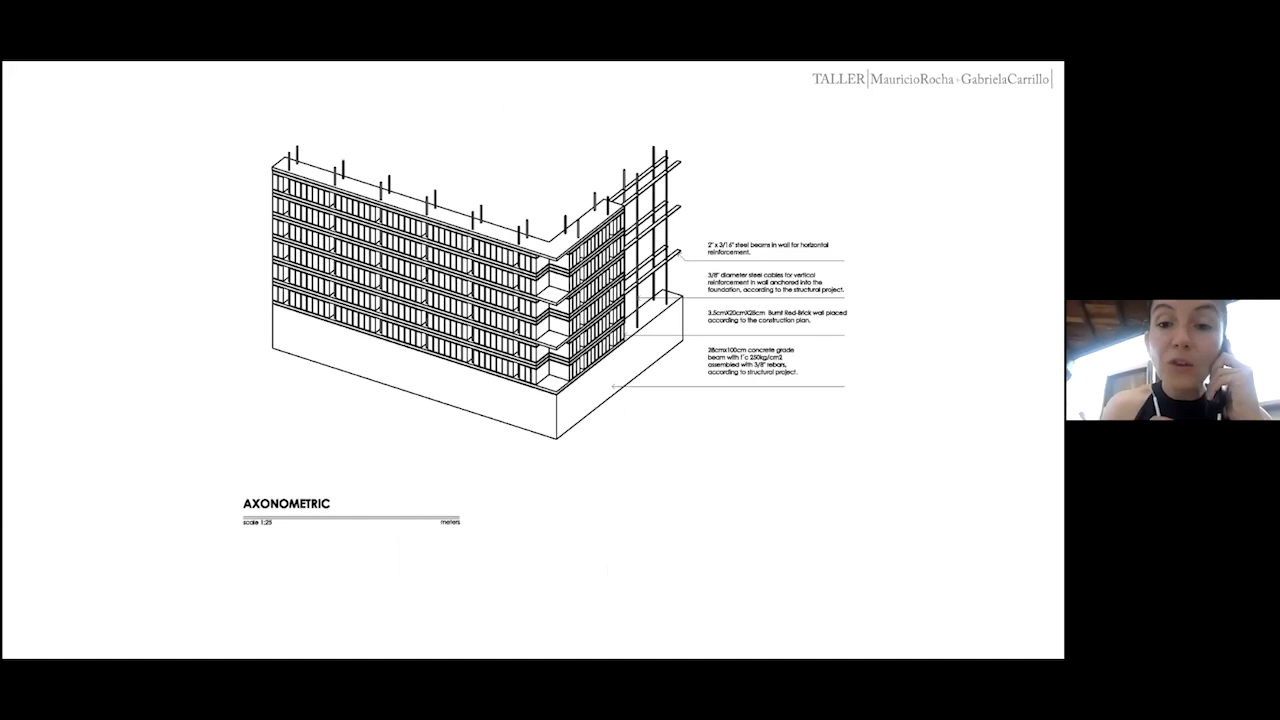 TALLER|MauricioRocha+GabrielaCarrillo|
2" x 3/16" steel beams in wall for horizontal
reinforcement.
3/8" diameter steel cables for vertical
reinforcement in wall anchored into the
foundation, according to the structural project.
3.5cmX20cmX28cm Burnt Red-Brick wall placed
according to the construction plan.
28cmx100cm concrete grade
beam with f´c 250kg/cm2
assembled with 3/8" rebars,
according to structural project.
AXONOMETRIC
scale 1:25 meters